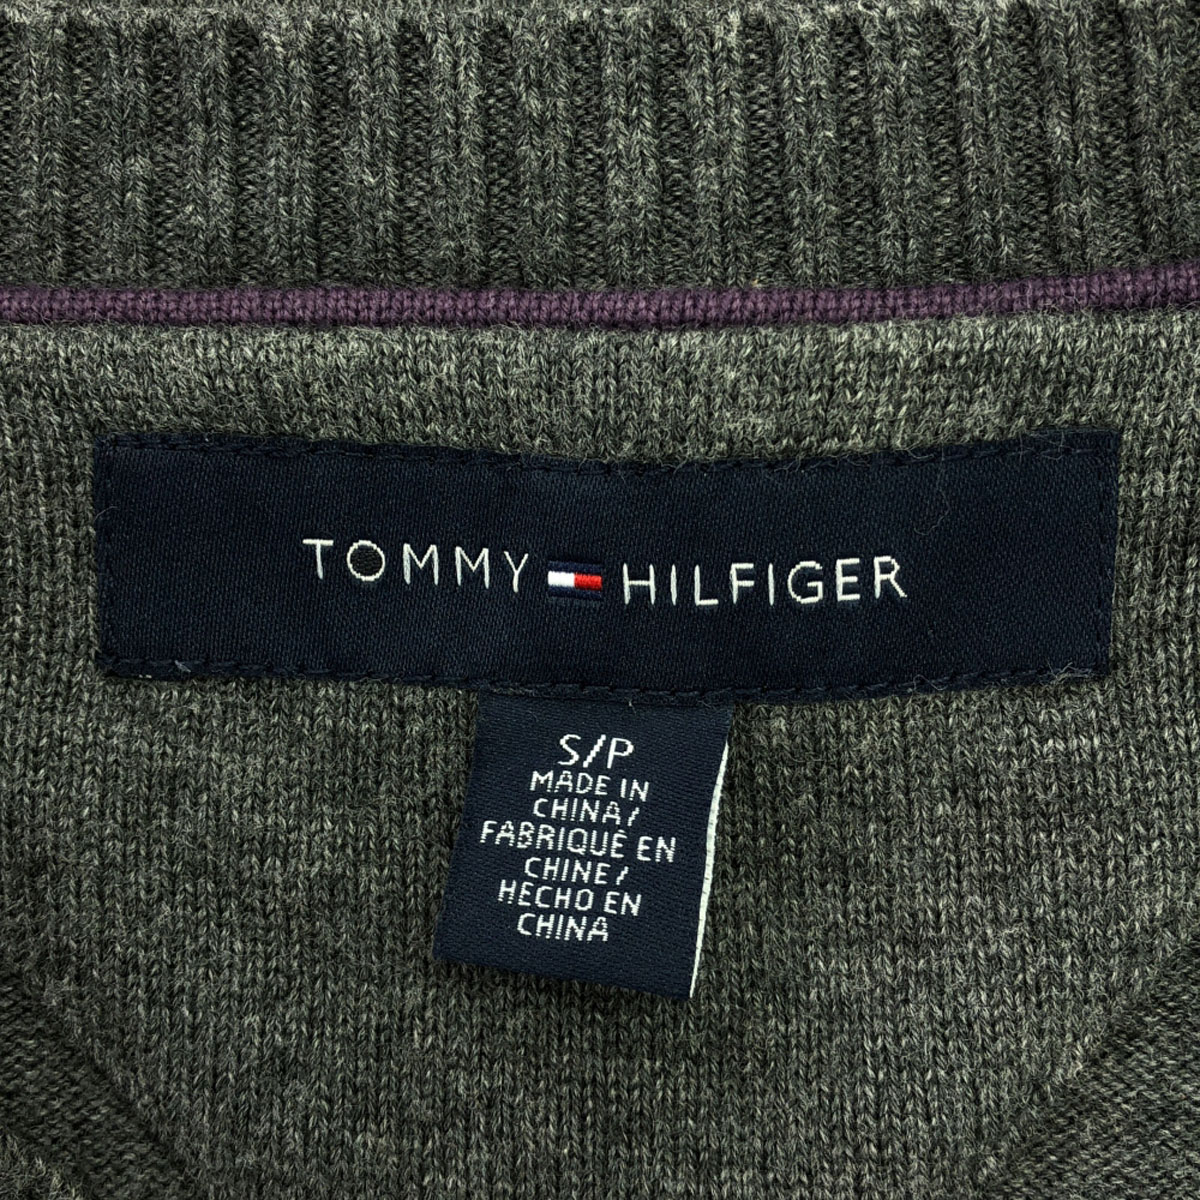 TOMMY HILFIGER
S/P
MADE IN
CHINA/
FABRIQUÉ EN
CHINE/
HECHO EN
CHINA